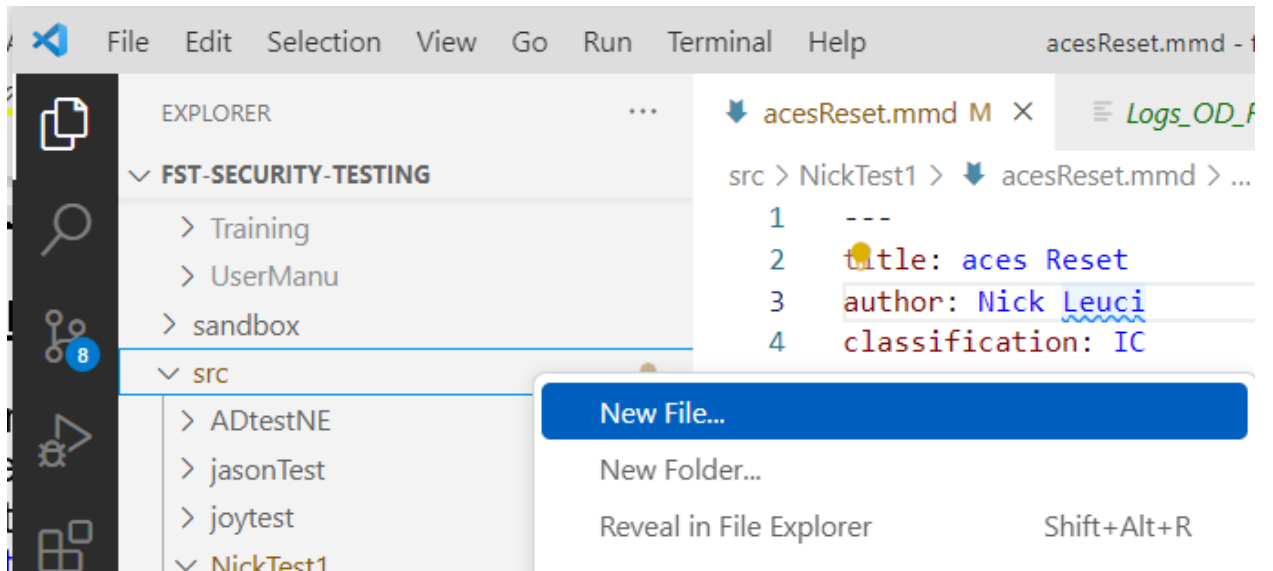 File Edit Selection View Go Run Terminal Help acesReset.mmd -
EXPLORER ··· acesReset.mmd M × Logs_OD_
FST-SECURITY-TESTING
src > NickTest1 > acesReset.mmd > ...
> Training
1 ---
> UserManu
2 title: aces Reset
> sandbox
3 author: Nick Leuci
8
4 classification: IC
src
New File...
> ADtestNE
New Folder...
> jasonTest
Reveal in File Explorer Shift+Alt+R
> joytest
NickTest1